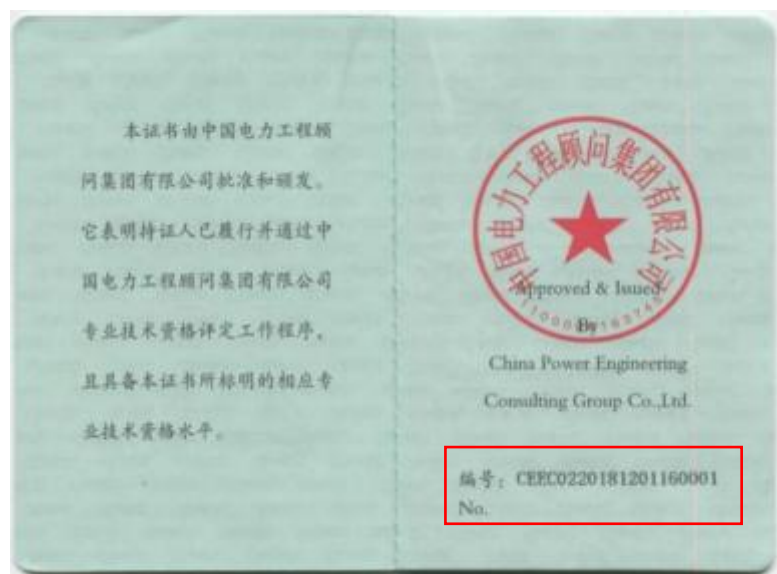 本证书由中国电力工程顾
问集团有限公司批准和颁发。
它表明持证人已履行并通过中
国电力工程顾问集团有限公司
专业技术资格评定工作程序，
且具备本证书所标明的相应专
业技术资格水平。
中国电力工程顾问集团有限公司
Approved & Issued
By
China Power Engineering
Consulting Group Co.,Ltd.
编号：CEEC0220181201160001
No.